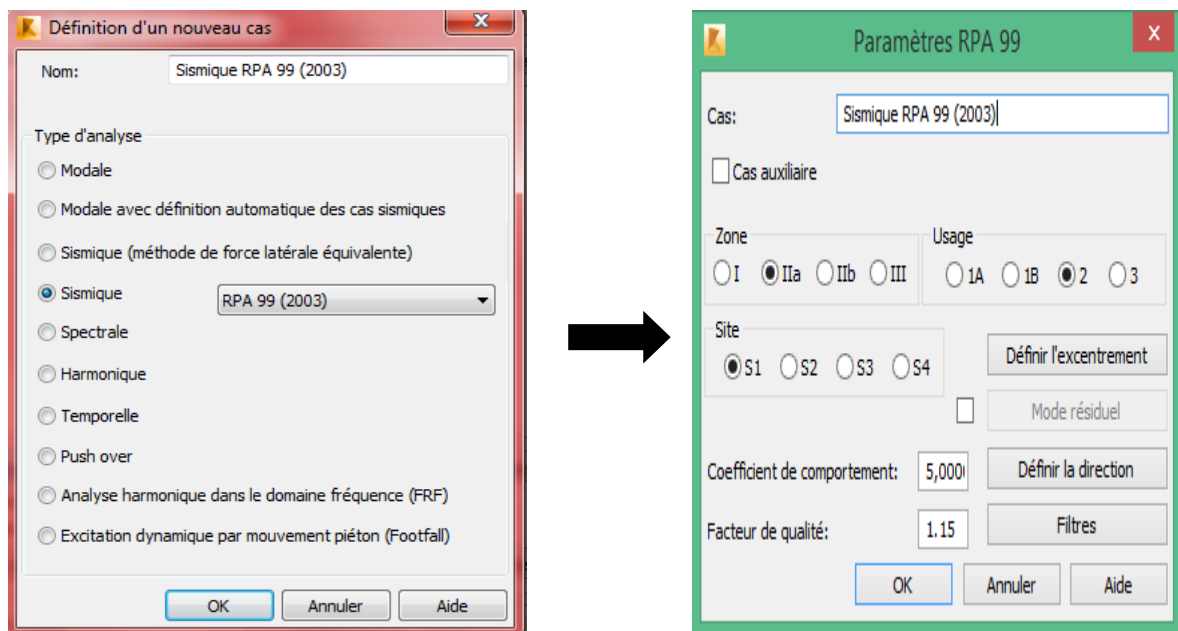 Définition d'un nouveau cas
Nom: Sismique RPA 99 (2003)
Type d'analyse
Modale
Modale avec définition automatique des cas sismiques
Sismique (méthode de force latérale équivalente)
Sismique RPA 99 (2003)
Spectrale
Harmonique
Temporelle
Push over
Analyse harmonique dans le domaine fréquence (FRF)
Excitation dynamique par mouvement piéton (Footfall)
OK Annuler Aide
Paramètres RPA 99
Cas: Sismique RPA 99 (2003)
Cas auxiliaire
Zone
I IIa IIb III
Usage
1A 1B 2 3
Site
S1 S2 S3 S4
Définir l'excentrement
Mode résiduel
Coefficient de comportement: 5,000
Définir la direction
Facteur de qualité: 1.15
Filtres
OK Annuler Aide